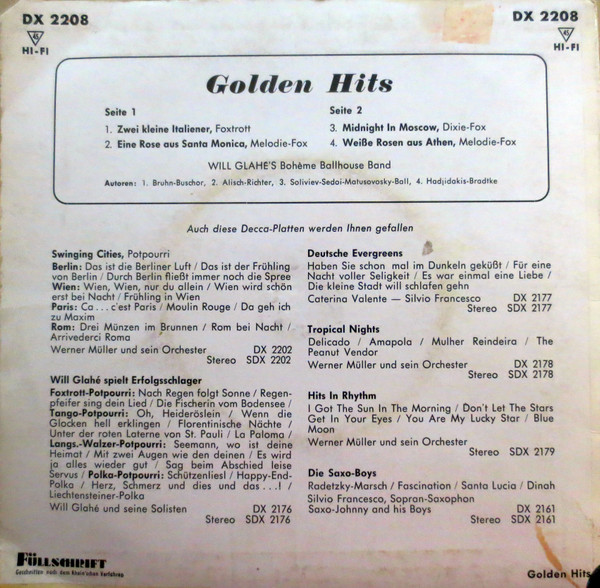 DX 2208
45
HI-FI
DX 2208
45
HI-FI
Golden Hits
Seite 1
1. Zwei kleine Italiener, Foxtrott
2. Eine Rose aus Santa Monica, Melodie-Fox
Seite 2
3. Midnight In Moscow, Dixie-Fox
4. Weiße Rosen aus Athen, Melodie-Fox
WILL GLAHE'S Bohème Ballhouse Band
Autoren: 1. Bruhn-Buschor, 2. Alisch-Richter, 3. Soliviev-Sedoi-Matusovosky-Ball, 4. Hadjidakis-Bradtke
Auch diese Decca-Platten werden Ihnen gefallen
Swinging Cities, Potpourri
Berlin: Das ist die Berliner Luft / Das ist der Frühling
von Berlin / Durch Berlin fließt immer noch die Spree
Wien: Wien, Wien, nur du allein / Wien wird schön
erst bei Nacht / Frühling in Wien
Paris: Ca... c'est Paris / Moulin Rouge / Da geh ich
zu Maxim
Rom: Drei Münzen im Brunnen / Rom bei Nacht /
Arrivederci Roma
Werner Müller und sein Orchester DX 2202
Stereo SDX 2202
Will Glahé spielt Erfolgsschlager
Foxtrott-Potpourri: Nach Regen folgt Sonne / Regen-
pfeifer sing dein Lied / Die Fischerin vom Bodensee /
Tango-Potpourri: Oh, Heideröslein / Wenn die
Glocken hell erklingen / Florentinische Nächte /
Unter der roten Laterne von St. Pauli / La Paloma /
Langs.-Walzer-Potpourri: Seemann, wo ist deine
Heimat / Mit zwei Augen wie den deinen / Es wird
ja alles wieder gut / Sag beim Abschied leise
Servus / Polka-Potpourri: Schützenliesl / Happy-End-
Polka / Herz, Schmerz und dies und das...! /
Liechtensteiner-Polka
Will Glahé und seine Solisten DX 2176
Stereo SDX 2176
Deutsche Evergreens
Haben Sie schon mal im Dunkeln geküßt / Für eine
Nacht voller Seligkeit / Es war einmal eine Liebe /
Die kleine Stadt will schlafen gehn
Caterina Valente — Silvio Francesco DX 2177
Stereo SDX 2177
Tropical Nights
Delicado / Amapola / Mulher Reindeira / The
Peanut Vendor
Werner Müller und sein Orchester DX 2178
Stereo SDX 2178
Hits In Rhythm
I Got The Sun In The Morning / Don't Let The Stars
Get In Your Eyes / You Are My Lucky Star / Blue
Moon
Werner Müller und sein Orchester
Stereo SDX 2179
Die Saxo-Boys
Radetzky-Marsch / Fascination / Santa Lucia / Dinah
Silvio Francesco, Sopran-Saxophon
Saxo-Johnny and his Boys DX 2161
Stereo SDX 2161
FÜLLSCHRIFT
Geschnitten nach dem Rhein'schen Verfahren
Golden Hits